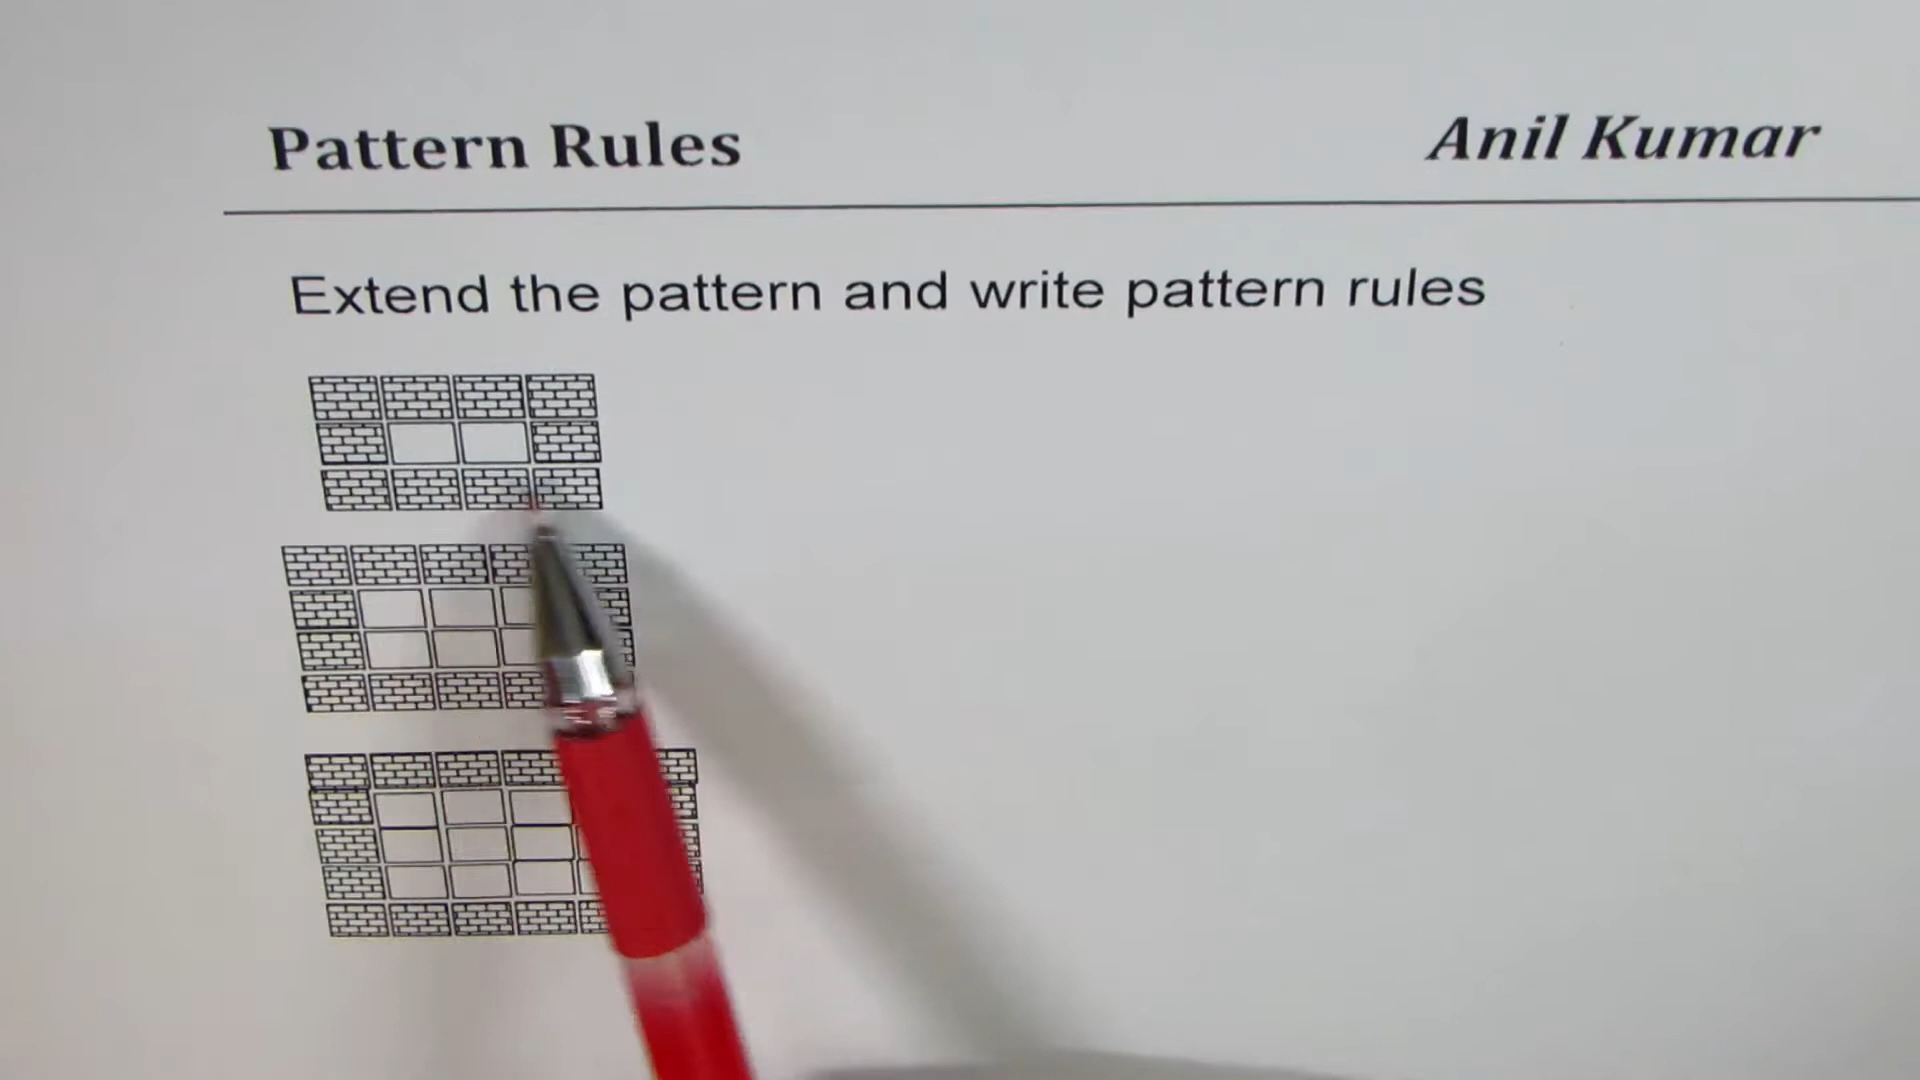 Pattern Rules
Anil Kumar
Extend the pattern and write pattern rules